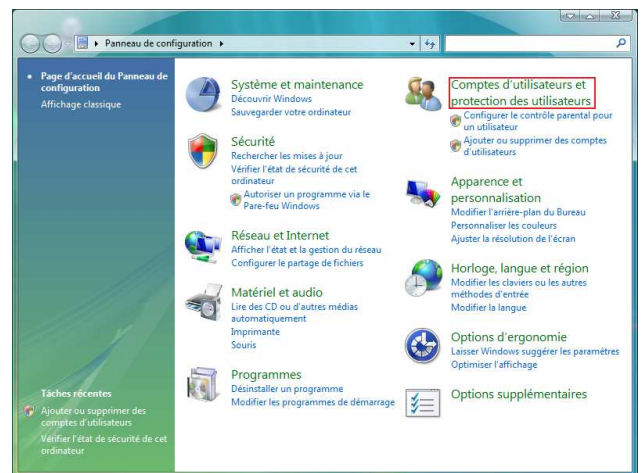 Panneau de configuration
Page d'accueil du Panneau de
configuration
Affichage classique
Tâches récentes
Ajouter ou supprimer des
comptes d'utilisateurs
Vérifier l'état de sécurité de cet
ordinateur
Système et maintenance
Découvrir Windows
Sauvegarder votre ordinateur
Sécurité
Rechercher les mises à jour
Vérifier l'état de sécurité de cet
ordinateur
Autoriser un programme via le
Pare-feu Windows
Réseau et Internet
Afficher l'état et la gestion du réseau
Configurer le partage de fichiers
Matériel et audio
Lire des CD ou d'autres médias
automatiquement
Imprimante
Souris
Programmes
Désinstaller un programme
Modifier les programmes de démarrage
Comptes d'utilisateurs et
protection des utilisateurs
Configurer le contrôle parental pour
un utilisateur
Ajouter ou supprimer des comptes
d'utilisateurs
Apparence et
personnalisation
Modifier l'arrière-plan du Bureau
Personnaliser les couleurs
Ajuster la résolution de l'écran
Horloge, langue et région
Modifier les claviers ou les autres
méthodes d'entrée
Modifier la langue
Options d'ergonomie
Laisser Windows suggérer les paramètres
Optimiser l'affichage
Options supplémentaires